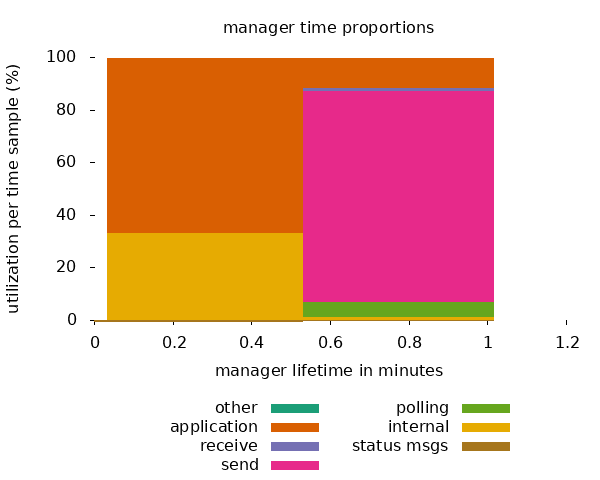 manager time proportions
utilization per time sample (%)
100
80
60
40
20
0
0 0.2 0.4 0.6 0.8 1 1.2
manager lifetime in minutes
other polling
application internal
receive status msgs
send